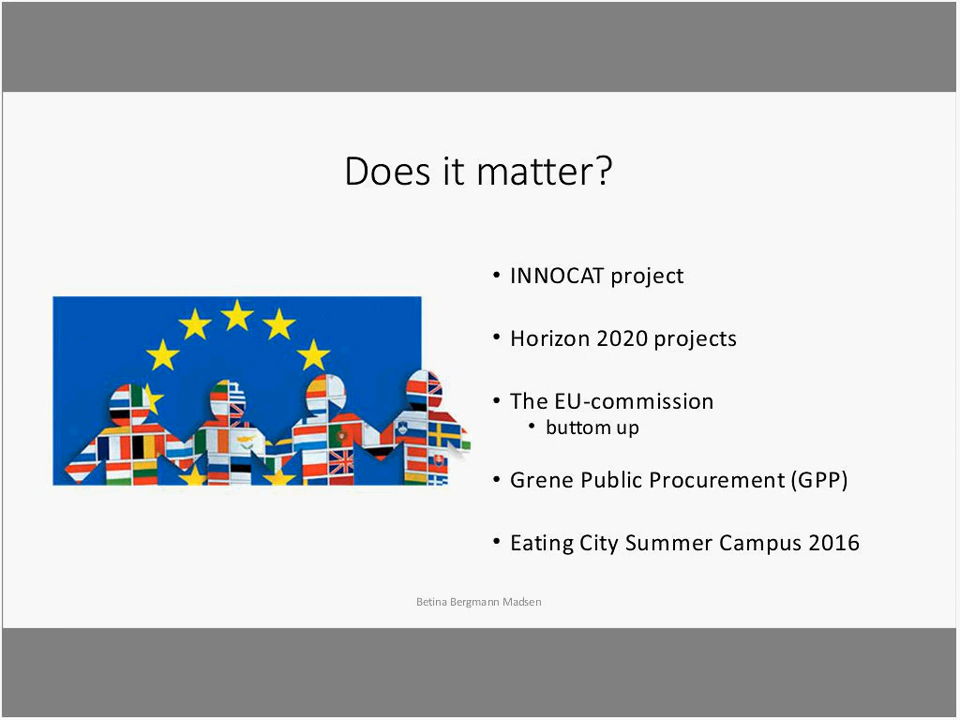 Does it matter?
• INNOCAT project
• Horizon 2020 projects
• The EU-commission
• buttom up
• Grene Public Procurement (GPP)
• Eating City Summer Campus 2016
Betina Bergmann Madsen